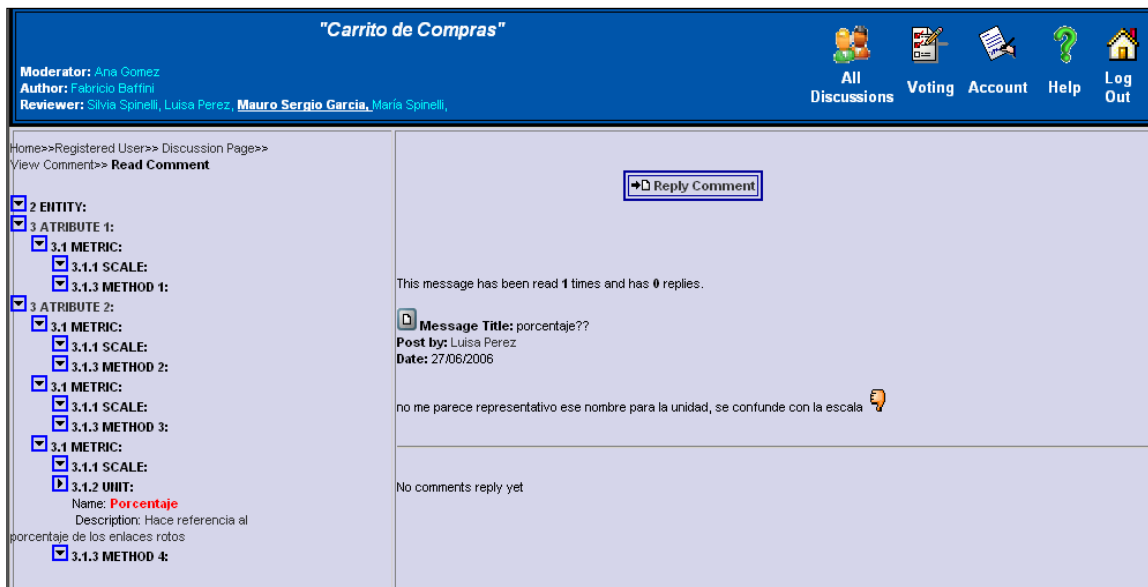 "Carrito de Compras"
Moderator: Ana Gomez
Author: Fabricio Baffini
Reviewer: Silvia Spinelli, Luisa Perez, Mauro Sergio Garcia, María Spinelli,
All
Discussions
Voting
Account
Help
Log
Out
Home>>Registered User>> Discussion Page>>
View Comment>> Read Comment
2 ENTITY:
3 ATRIBUTE 1:
3.1 METRIC:
3.1.1 SCALE:
3.1.3 METHOD 1:
3 ATRIBUTE 2:
3.1 METRIC:
3.1.1 SCALE:
3.1.3 METHOD 2:
3.1 METRIC:
3.1.1 SCALE:
3.1.3 METHOD 3:
3.1 METRIC:
3.1.1 SCALE:
3.1.2 UNIT:
Name: Porcentaje
Description: Hace referencia al
porcentaje de los enlaces rotos
3.1.3 METHOD 4:
Reply Comment
This message has been read 1 times and has 0 replies.
Message Title: porcentaje??
Post by: Luisa Perez
Date: 27/06/2006
no me parece representativo ese nombre para la unidad, se confunde con la escala
No comments reply yet